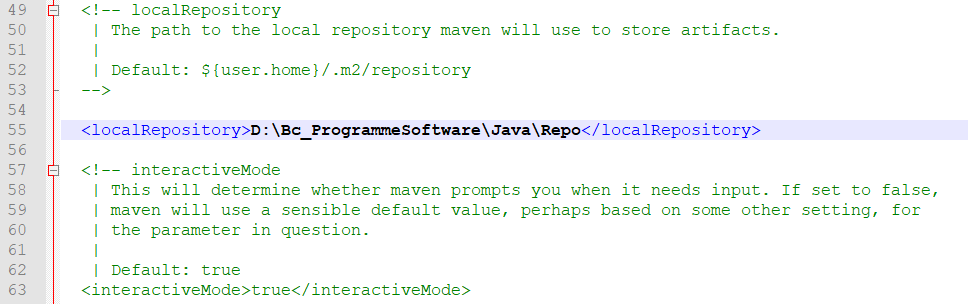 49 <!-- localRepository
50 | The path to the local repository maven will use to store artifacts.
51 |
52 | Default: ${user.home}/.m2/repository
53 -->
54
55 <localRepository>D:\Bc_ProgrammeSoftware\Java\Repo</localRepository>
56
57 <!-- interactiveMode
58 | This will determine whether maven prompts you when it needs input. If set to false,
59 | maven will use a sensible default value, perhaps based on some other setting, for
60 | the parameter in question.
61 |
62 | Default: true
63 <interactiveMode>true</interactiveMode>